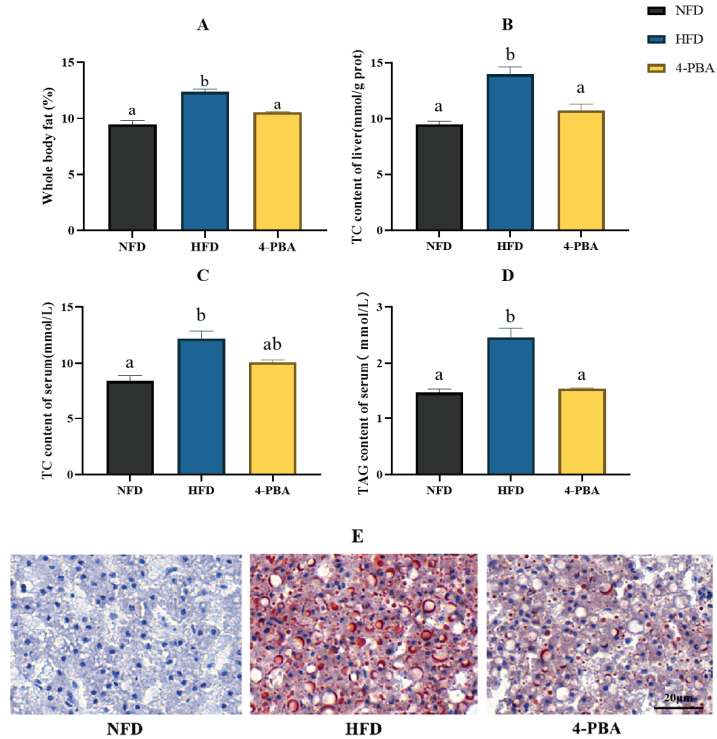 NFD
HFD
4-PBA
A
Whole body fat (%)
15
10
5
0
a
b
a
NFD HFD 4-PBA
B
TC content of liver(mmol/g prot)
15
10
5
0
a
b
a
NFD HFD 4-PBA
C
TC content of serum(mmol/L)
15
10
5
0
a
b
ab
NFD HFD 4-PBA
D
TAG content of serum ( mmol/L)
3
2
1
0
a
b
a
NFD HFD 4-PBA
E
20μm
NFD HFD 4-PBA